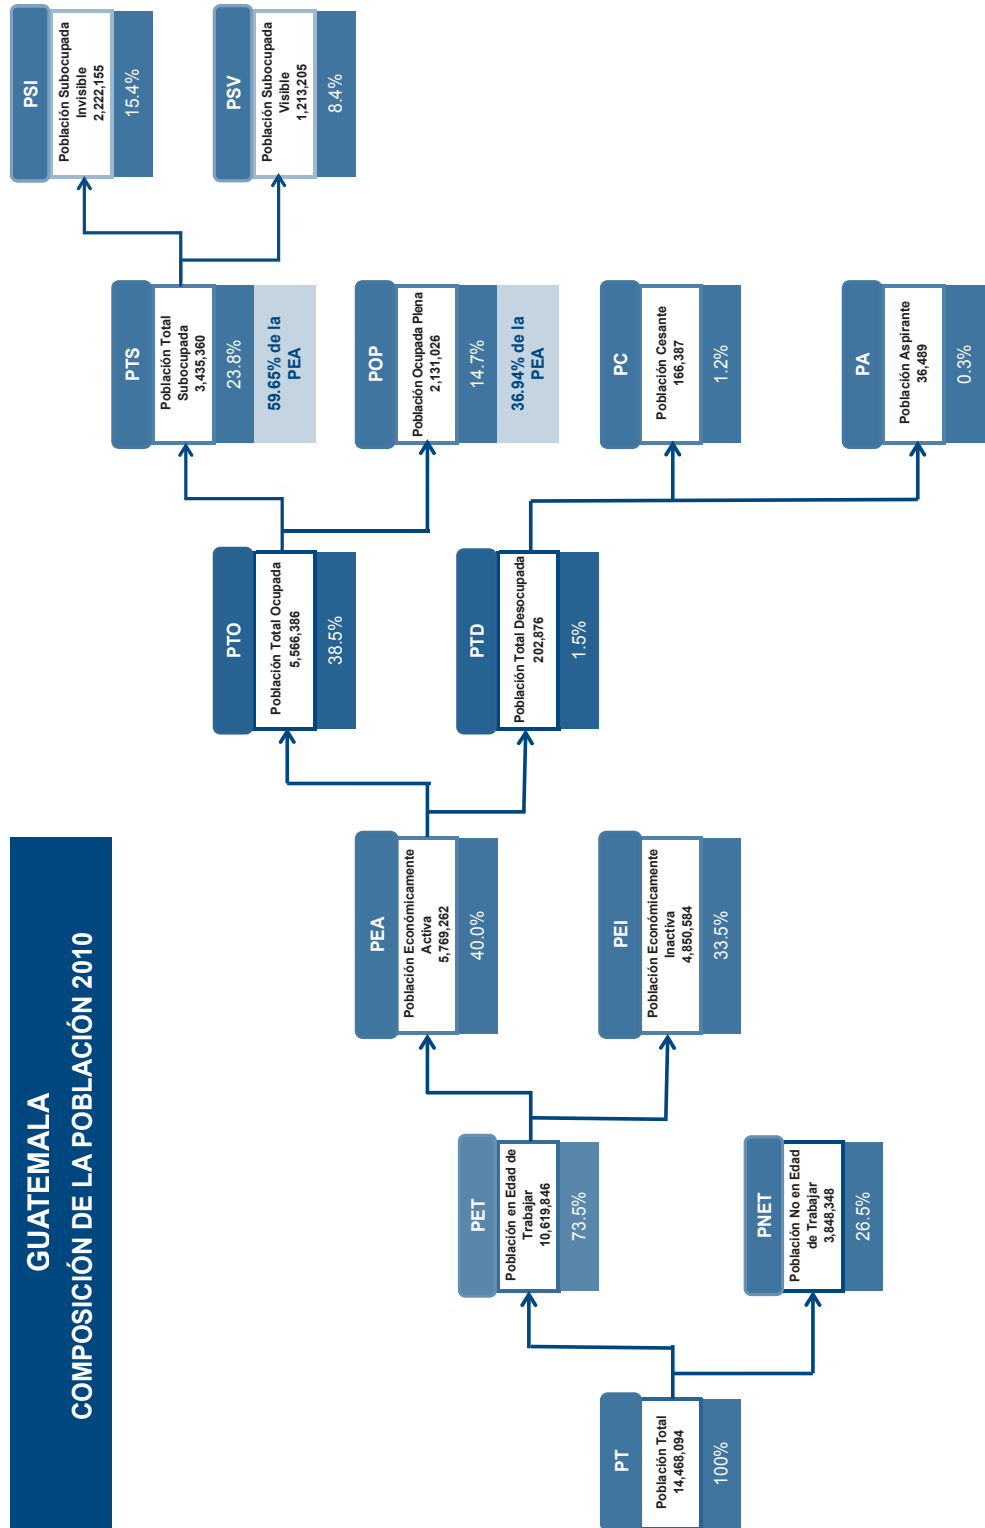 GUATEMALA
COMPOSICIÓN DE LA POBLACIÓN 2010
PT
Población Total
14,468,094
100%
PET
Población en Edad de
Trabajar
10,619,846
73.5%
PNET
Población No en Edad
de Trabajar
3,848,348
26.5%
PEA
Población Económicamente
Activa
5,769,262
40.0%
PEI
Población Económicamente
Inactiva
4,850,584
33.5%
PTO
Población Total Ocupada
5,566,386
38.5%
PTD
Población Total Desocupada
202,876
1.5%
PTS
Población Total
Subocupada
3,435,360
23.8%
59.65% de la
PEA
POP
Población Ocupada Plena
2,131,026
14.7%
36.94% de la
PEA
PC
Población Cesante
166,387
1.2%
PA
Población Aspirante
36,489
0.3%
PSI
Población Subocupada
Invisible
2,222,155
15.4%
PSV
Población Subocupada
Visible
1,213,205
8.4%